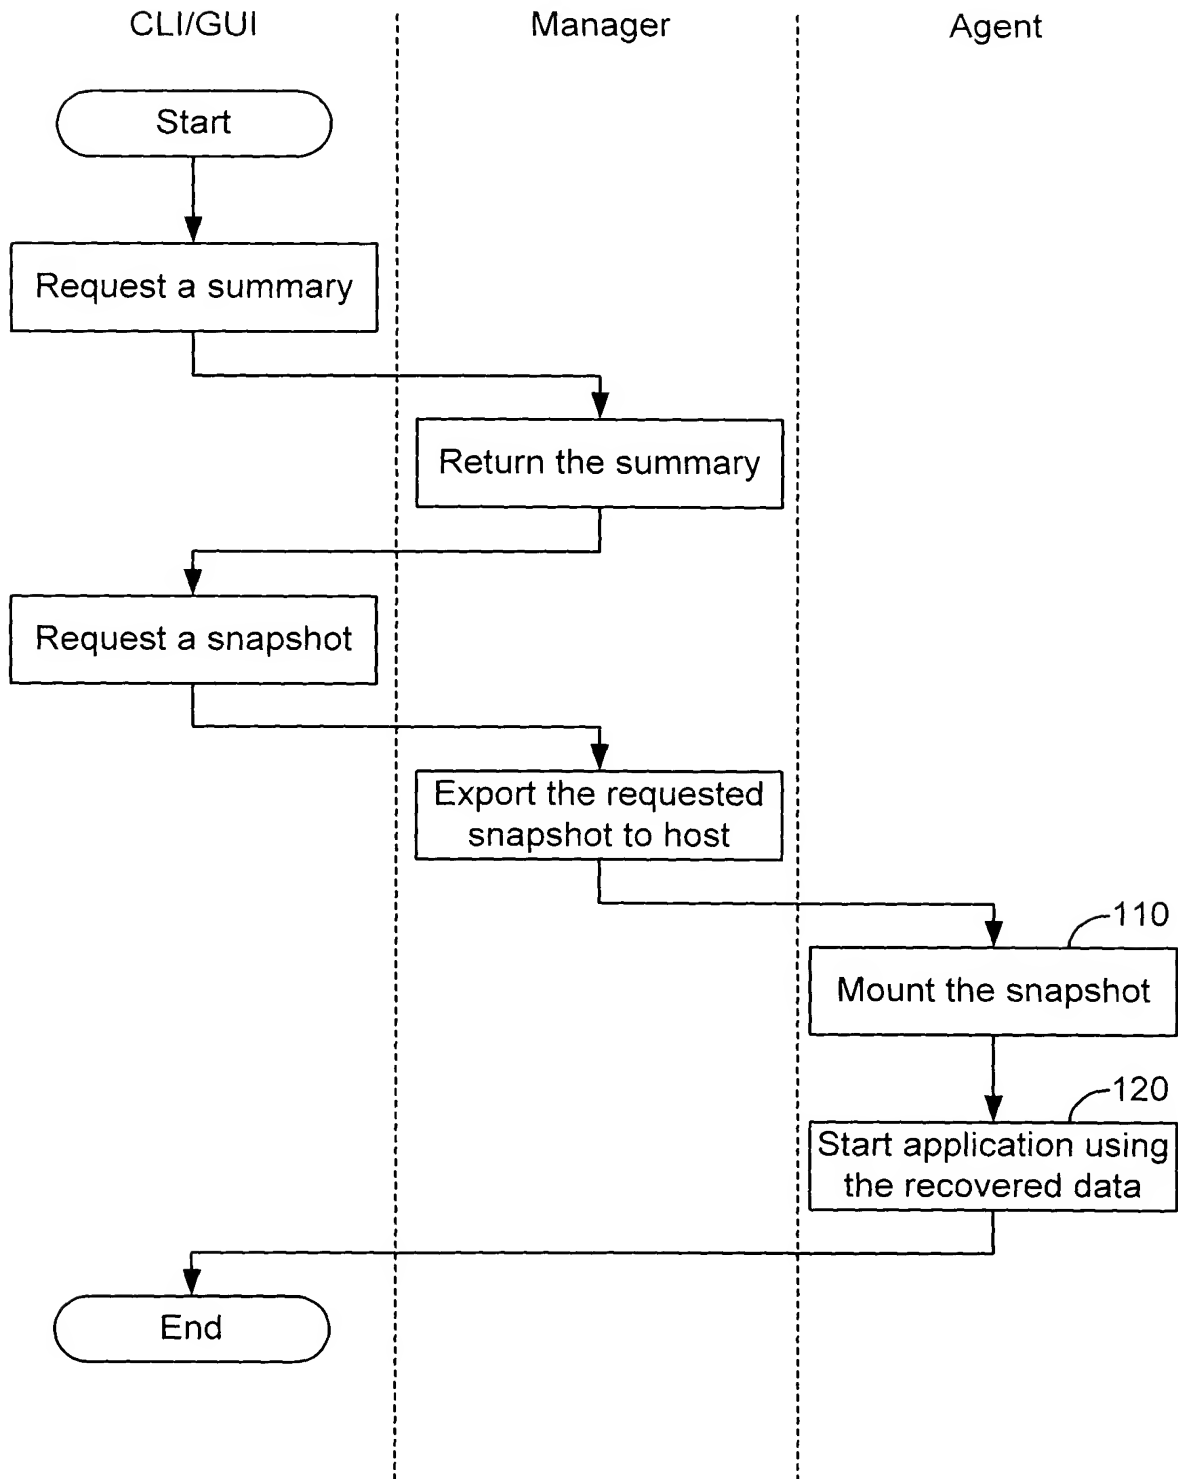 CLI/GUI
Manager
Agent
Start
Request a summary
Return the summary
Request a snapshot
Export the requested
snapshot to host
110
Mount the snapshot
120
Start application using
the recovered data
End